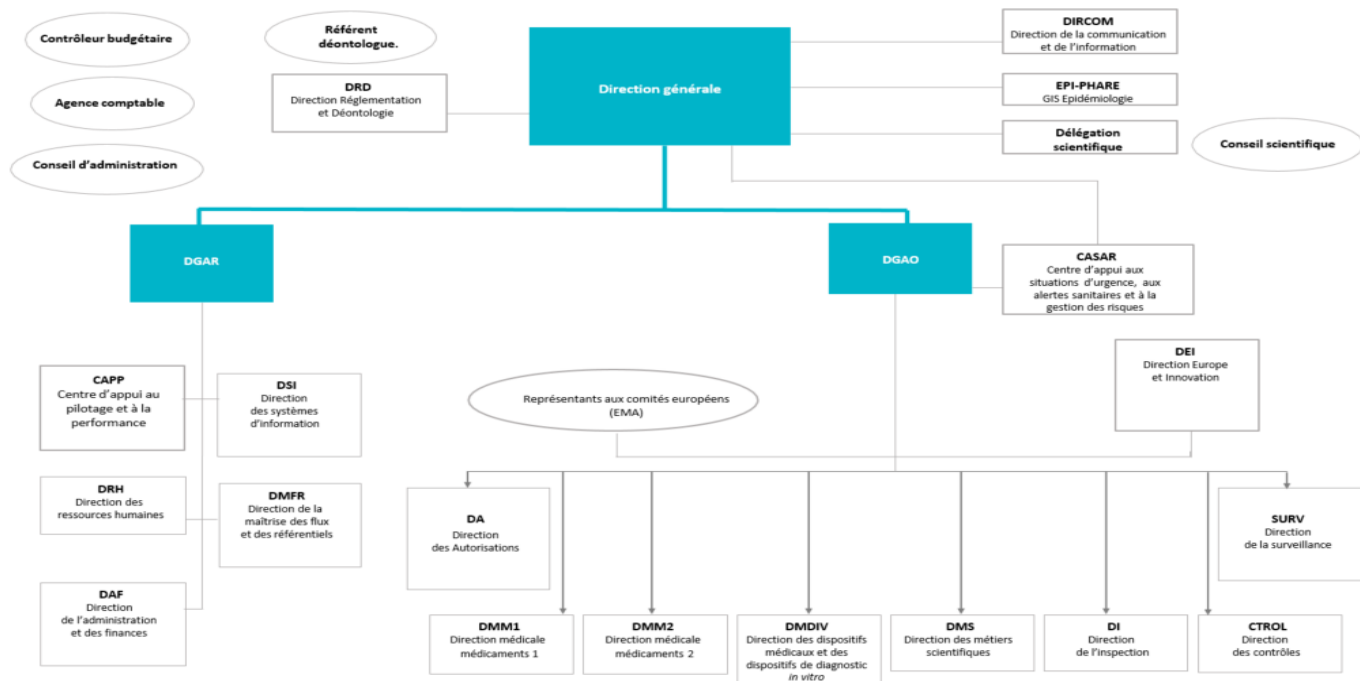 Contrôleur budgétaire
Agence comptable
Conseil d’administration
Référent
déontologue.
DRD
Direction Réglementation
et Déontologie
Direction générale
DIRCOM
Direction de la communication
et de l’information
EPI-PHARE
GIS Epidémiologie
Délégation
scientifique
Conseil scientifique
DGAR
DGAO
CASAR
Centre d’appui aux
situations d’urgence, aux
alertes sanitaires et à la
gestion des risques
CAPP
Centre d’appui au
pilotage et à la
performance
DSI
Direction
des systèmes
d’information
DRH
Direction des
ressources humaines
DMFR
Direction de la
maîtrise des flux
et des référentiels
DAF
Direction
de l’administration
et des finances
Représentants aux comités européens
(EMA)
DEI
Direction Europe
et Innovation
DA
Direction
des Autorisations
SURV
Direction
de la surveillance
DMM1
Direction médicale
médicaments 1
DMM2
Direction médicale
médicaments 2
DMDIV
Direction des dispositifs
médicaux et des
dispositifs de diagnostic
in vitro
DMS
Direction des métiers
scientifiques
DI
Direction
de l’inspection
CTROL
Direction
des contrôles